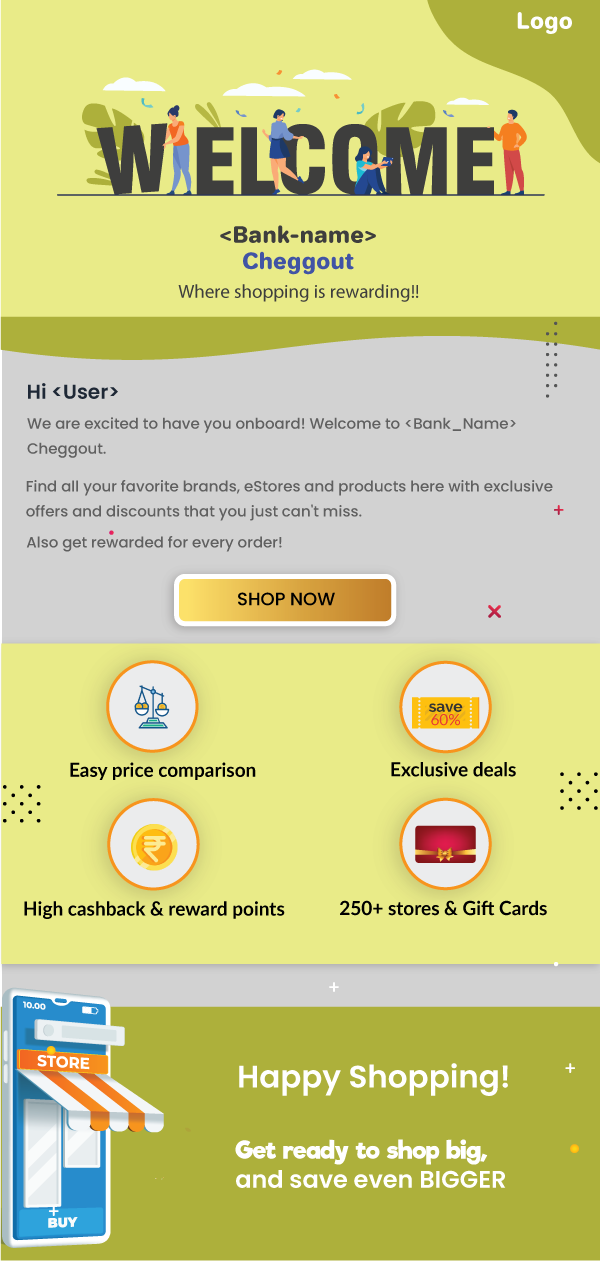 Logo
WELCOME
<Bank-name>
Cheggout
Where shopping is rewarding!!
Hi <User>
We are excited to have you onboard! Welcome to <Bank_Name>
Cheggout.
Find all your favorite brands, eStores and products here with exclusive
offers and discounts that you just can't miss.
Also get rewarded for every order!
SHOP NOW
save
60%
Easy price comparison
Exclusive deals
₹
High cashback & reward points
250+ stores & Gift Cards
10.00
STORE
Happy Shopping!
Get ready to shop big,
and save even BIGGER
BUY